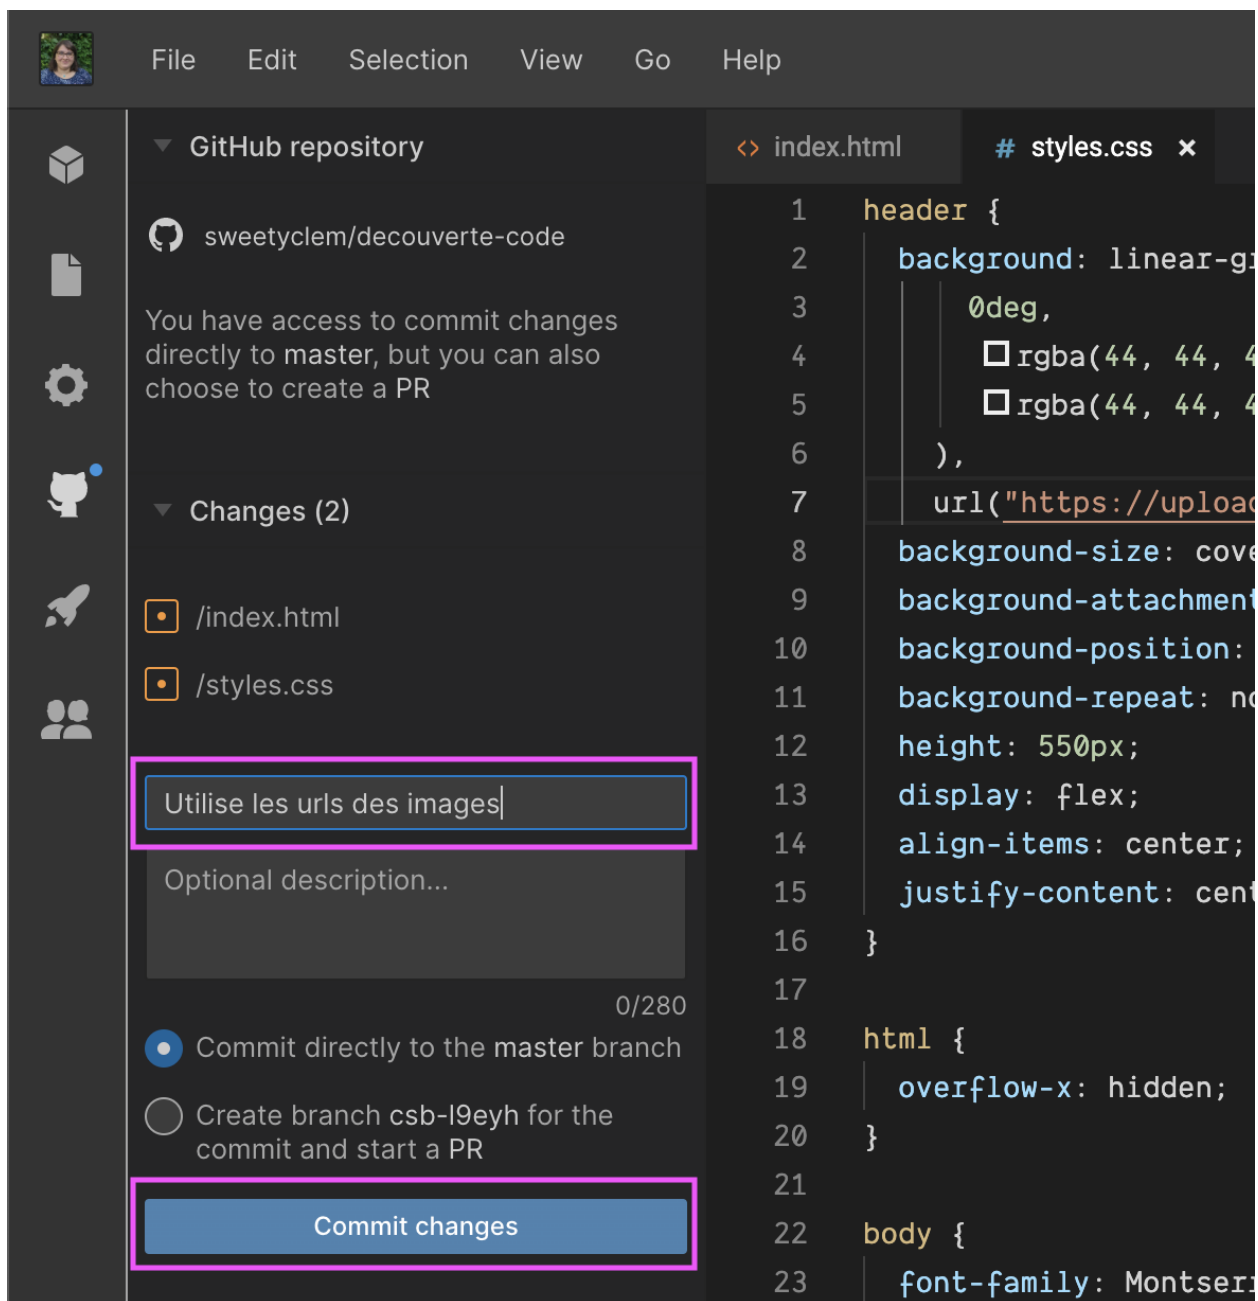 File Edit Selection View Go Help
GitHub repository
sweetyclem/decouverte-code
You have access to commit changes
directly to master, but you can also
choose to create a PR
Changes (2)
/index.html
/styles.css
Utilise les urls des images
Optional description...
0/280
Commit directly to the master branch
Create branch csb-l9eyh for the
commit and start a PR
Commit changes
<> index.html # styles.css ×
1 header {
2 background: linear-gr
3 0deg,
4 rgba(44, 44, 4
5 rgba(44, 44, 4
6 ),
7 url("https://upload
8 background-size: cove
9 background-attachment
10 background-position:
11 background-repeat: no
12 height: 550px;
13 display: flex;
14 align-items: center;
15 justify-content: cent
16 }
17
18 html {
19 overflow-x: hidden;
20 }
21
22 body {
23 font-family: Montserr